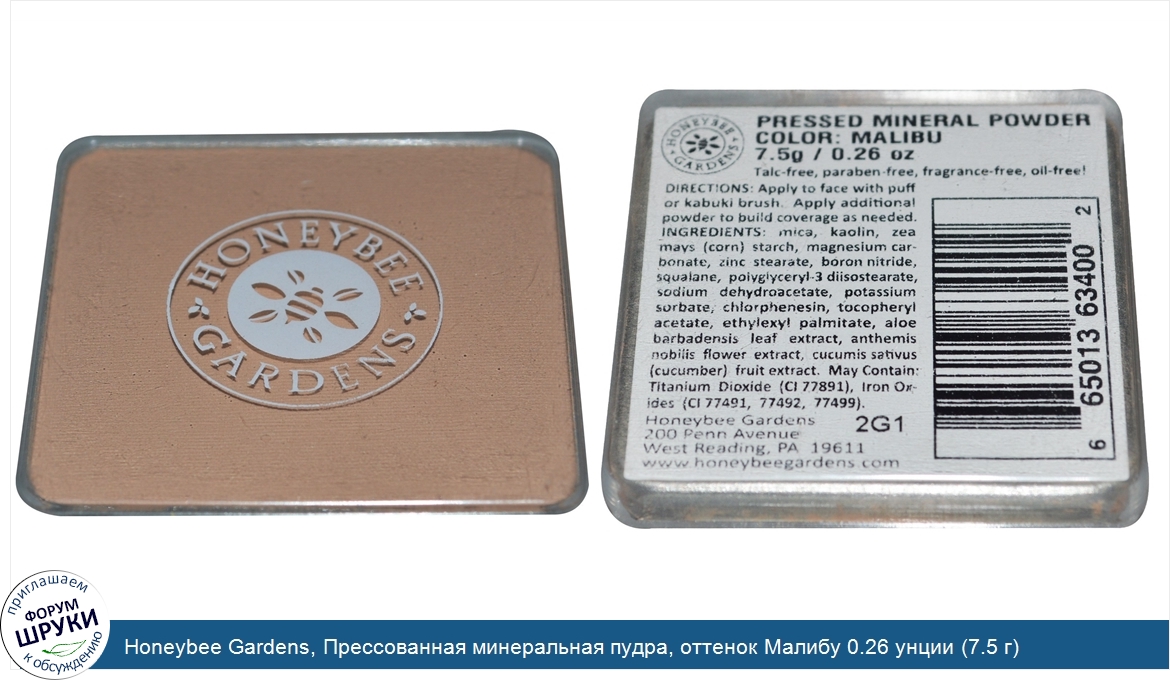 HONEYBEE
GARDENS
HONEYBEE
GARDENS
PRESSED MINERAL POWDER
COLOR: MALIBU
7.5g / 0.26 oz
Talc-free, paraben-free, fragrance-free, oil-free!
DIRECTIONS: Apply to face with puff
or kabuki brush. Apply additional
powder to build coverage as needed.
INGREDIENTS: mica, kaolin, zea
mays (corn) starch, magnesium car-
bonate, zinc stearate, boron nitride,
squalane, polyglyceryl-3 diisostearate,
sodium dehydroacetate, potassium
sorbate, chlorphenesin, tocopheryl
acetate, ethylexyl palmitate, aloe
barbadensis leaf extract, anthemis
nobilis flower extract, cucumis sativus
(cucumber) fruit extract. May Contain:
Titanium Dioxide (CI 77891), Iron Ox-
ides (CI 77491, 77492, 77499).
Honeybee Gardens
200 Penn Avenue
West Reading, PA 19611
www.honeybeegardens.com
2G1
6 65013 63400 2
приглашаем
ФОРУМ
ШРУКИ
к обсуждению
Honeybee Gardens, Прессованная минеральная пудра, оттенок Малибу 0.26 унции (7.5 г)